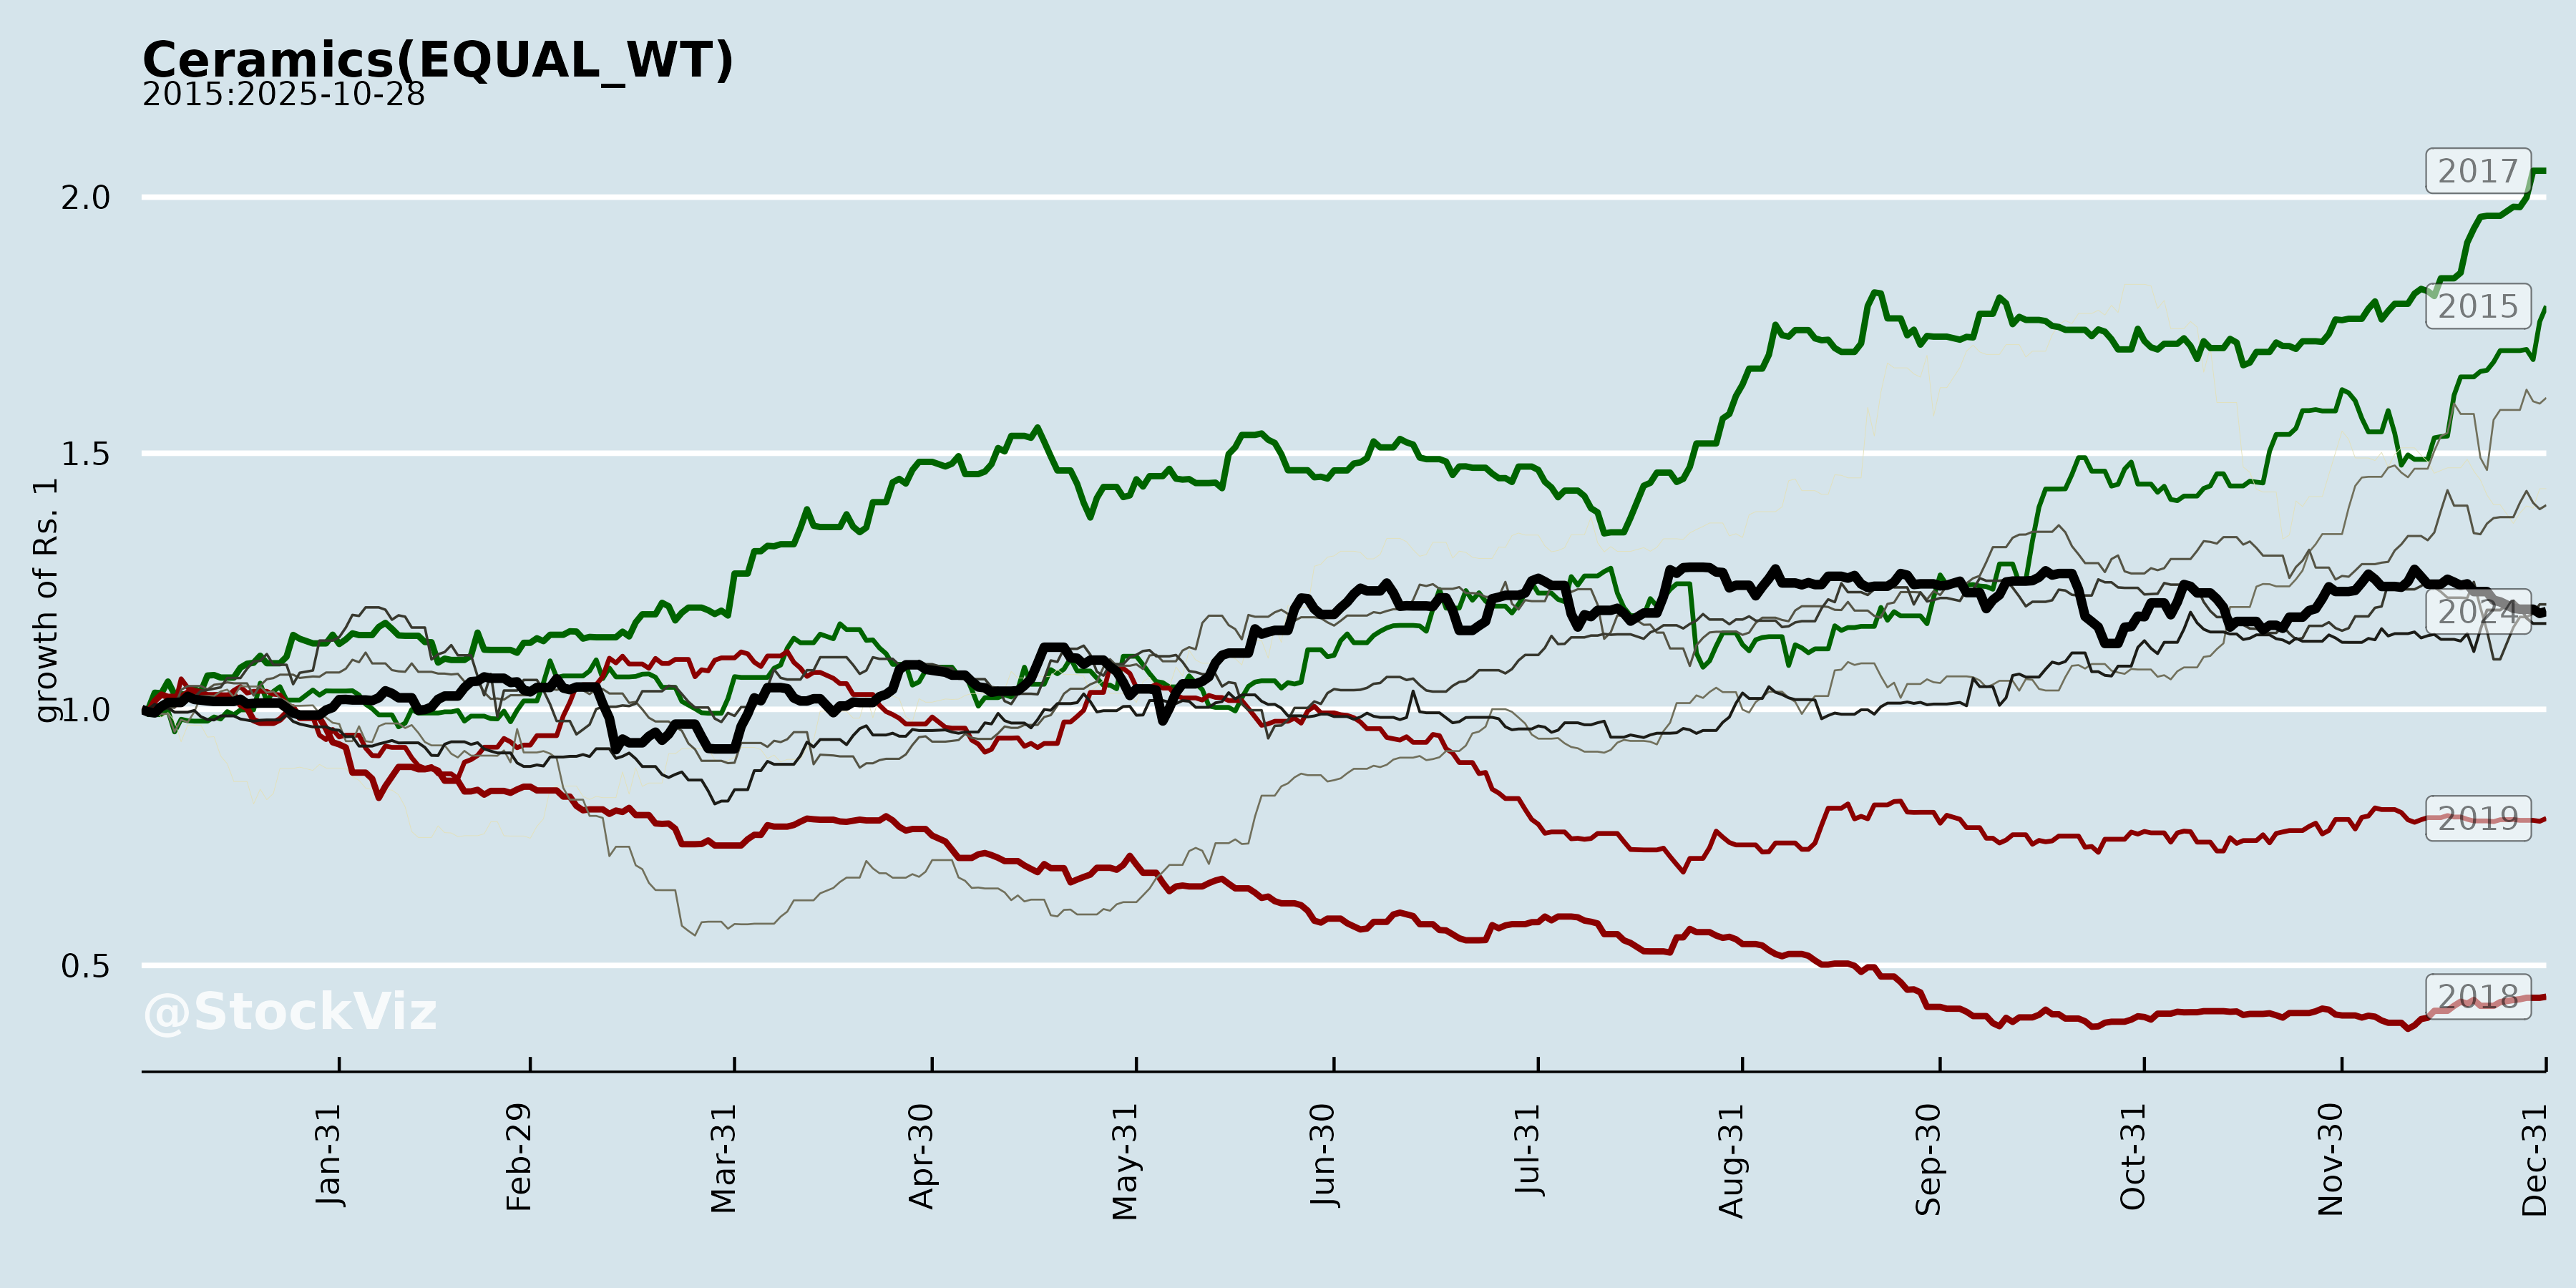 Ceramics(EQUAL_WT)
2015:2025-10-28
2.0
1.5
1.0
0.5
growth of Rs. 1
2017
2015
2024
2019
2018
@StockViz
Jan-31
Feb-29
Mar-31
Apr-30
May-31
Jun-30
Jul-31
Aug-31
Sep-30
Oct-31
Nov-30
Dec-31